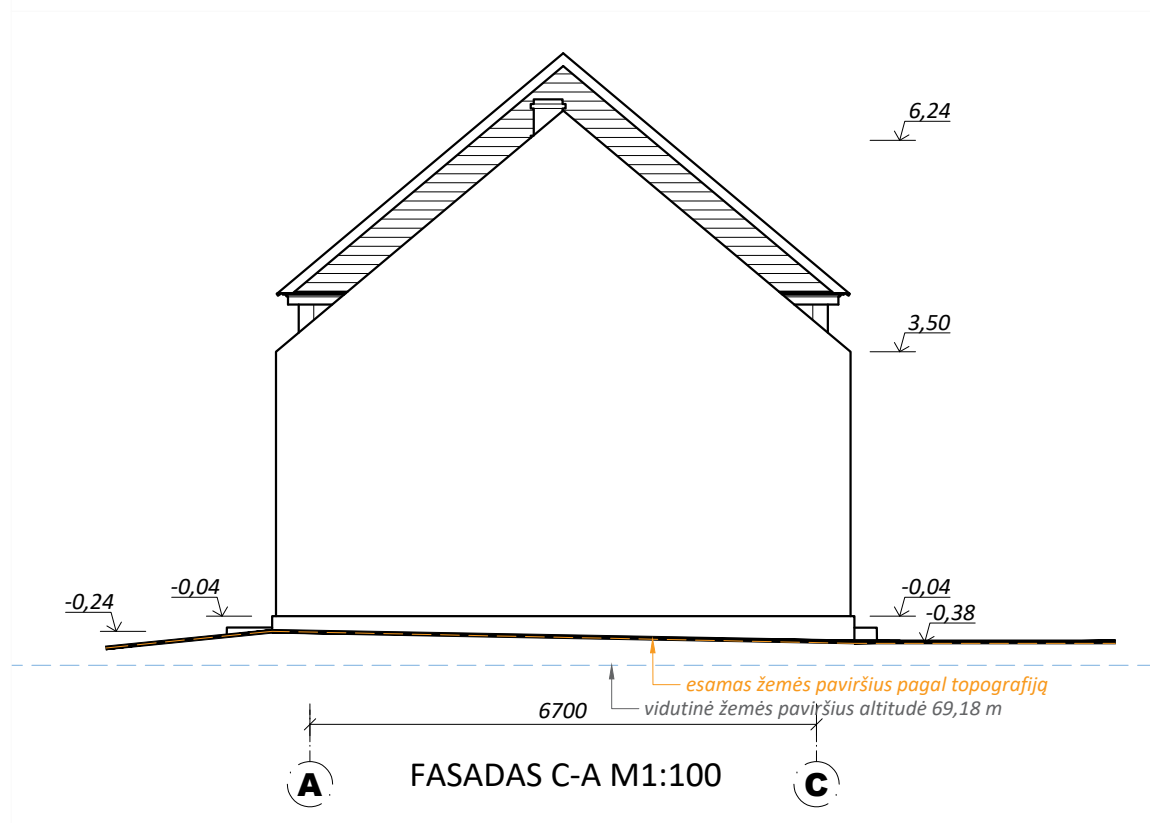 6,24
3,50
-0,04
-0,04
-0,24
-0,38
esamas žemės paviršius pagal topografiją
vidutinė žemės paviršius altitudė 69,18 m
6700
A
FASADAS C-A M1:100
C